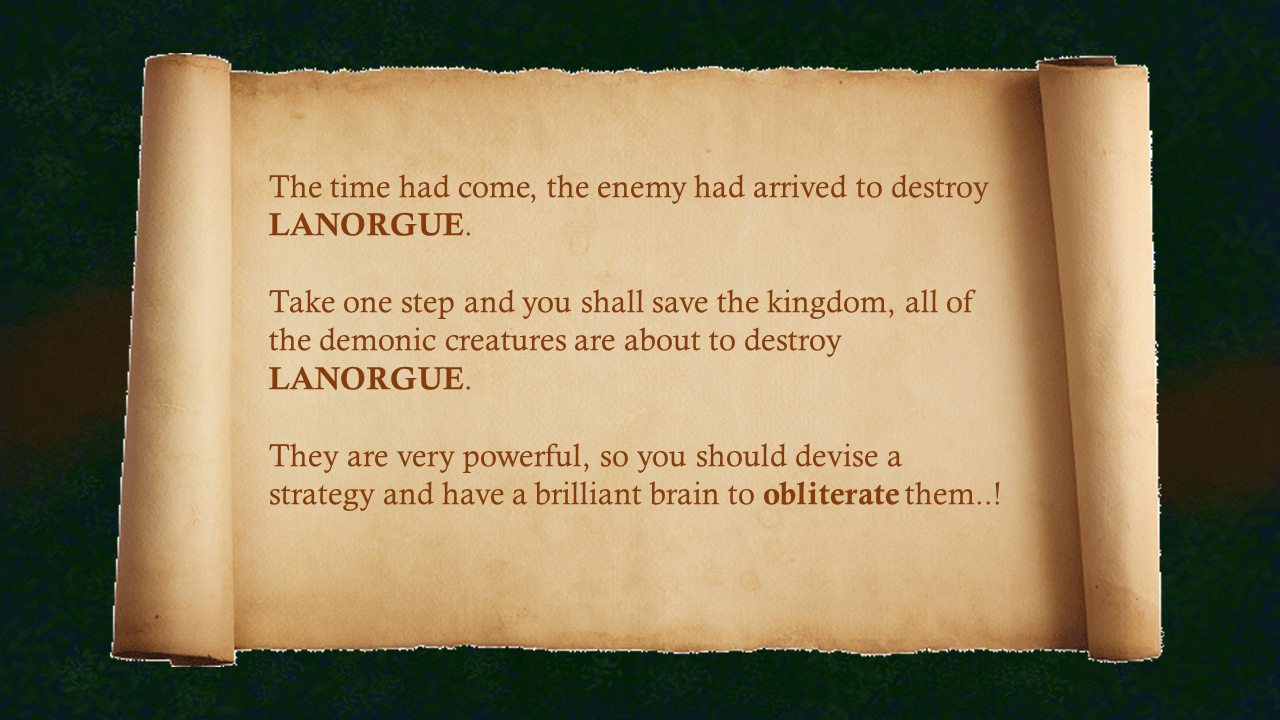 The time had come, the enemy had arrived to destroy
LANORGUE.
Take one step and you shall save the kingdom, all of
the demonic creatures are about to destroy
LANORGUE.
They are very powerful, so you should devise a
strategy and have a brilliant brain to obliterate them..!